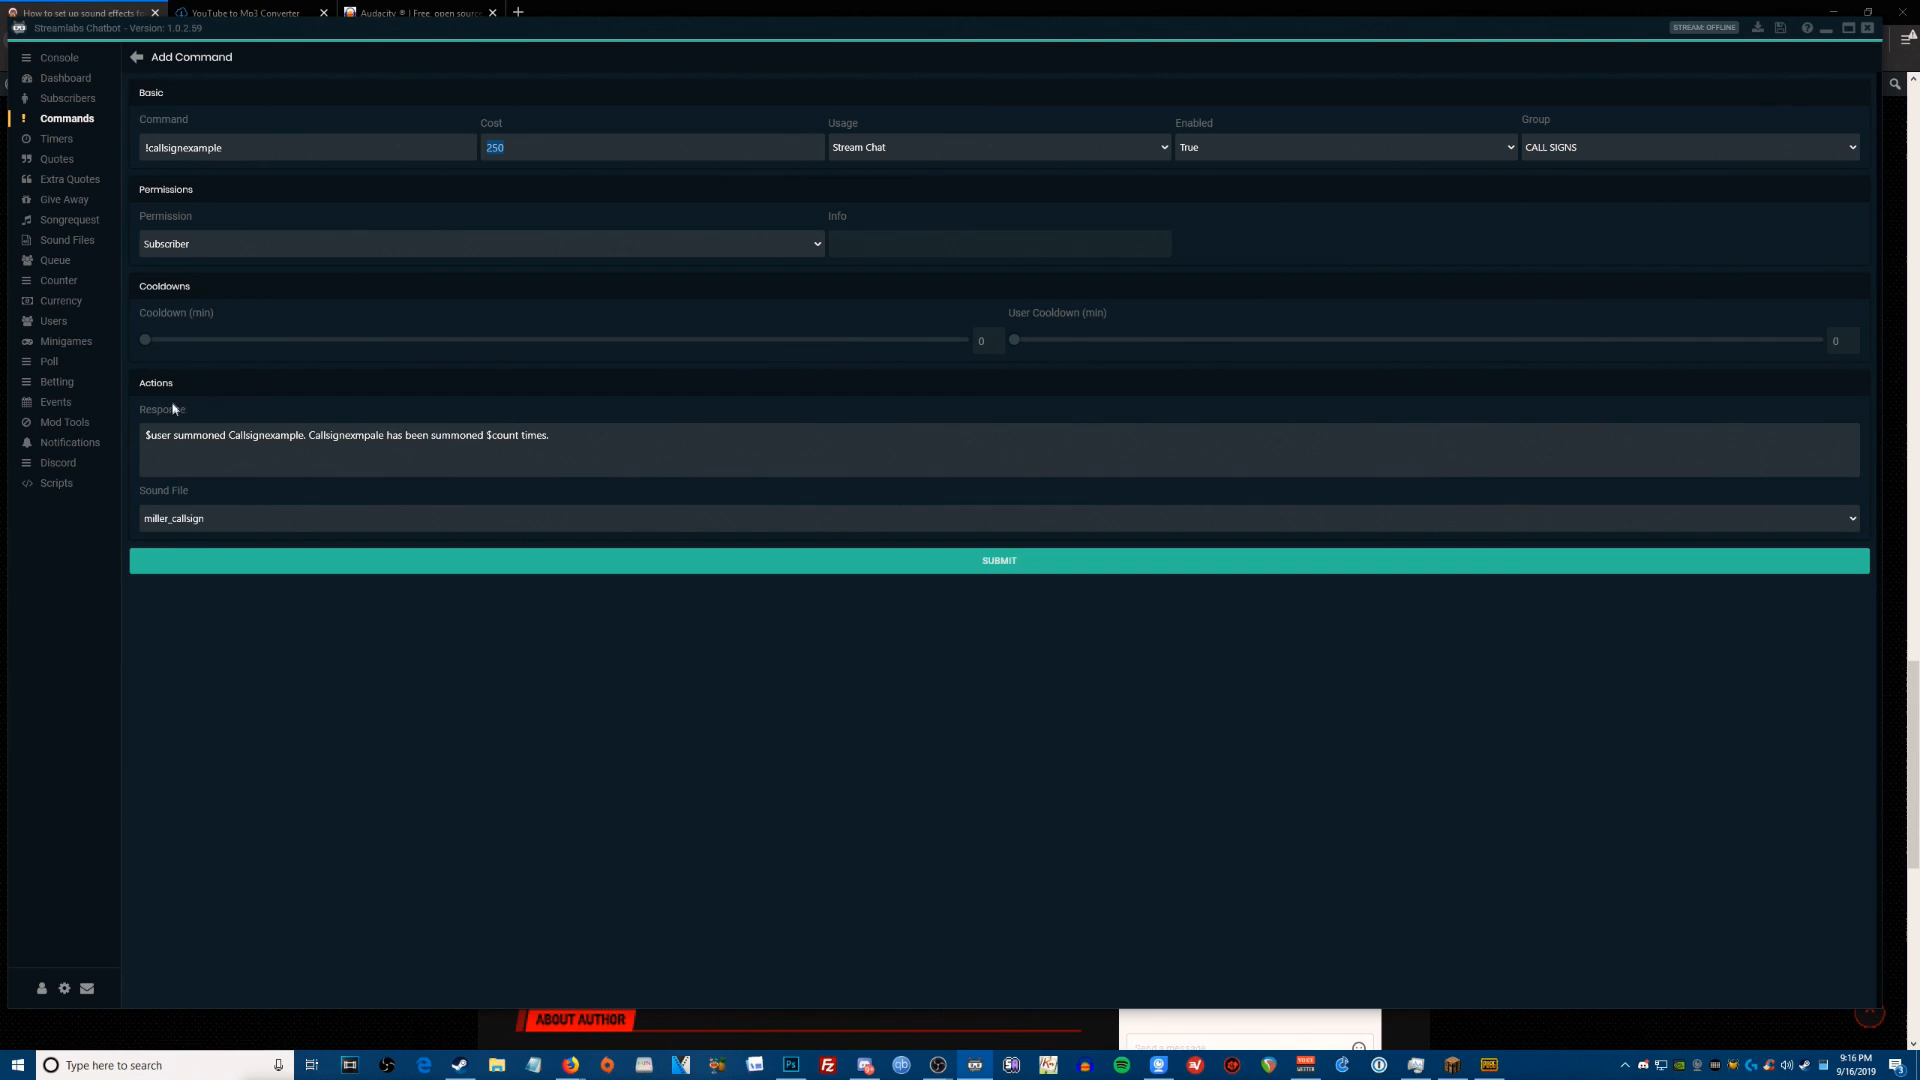 How to set up sound effects fo
YouTube to Mp3 Converter
Audacity ® | Free, open sourc
Streamlabs Chatbot - Version: 1.0.2.59
STREAM: OFFLINE
Console
Dashboard
Subscribers
Commands
Timers
Quotes
Extra Quotes
Give Away
Songrequest
Sound Files
Queue
Counter
Currency
Users
Minigames
Poll
Betting
Events
Mod Tools
Notifications
Discord
Scripts
Add Command
Basic
Command
Cost
Usage
Enabled
Group
!callsignexample
250
Stream Chat
True
CALL SIGNS
Permissions
Permission
Info
Subscriber
Cooldowns
Cooldown (min)
User Cooldown (min)
0
0
Actions
Response
$user summoned Callsignexample. Callsignexmpale has been summoned $count times.
Sound File
miller_callsign
SUBMIT
ABOUT AUTHOR
Send a message
Type here to search
9:16 PM
9/16/2019